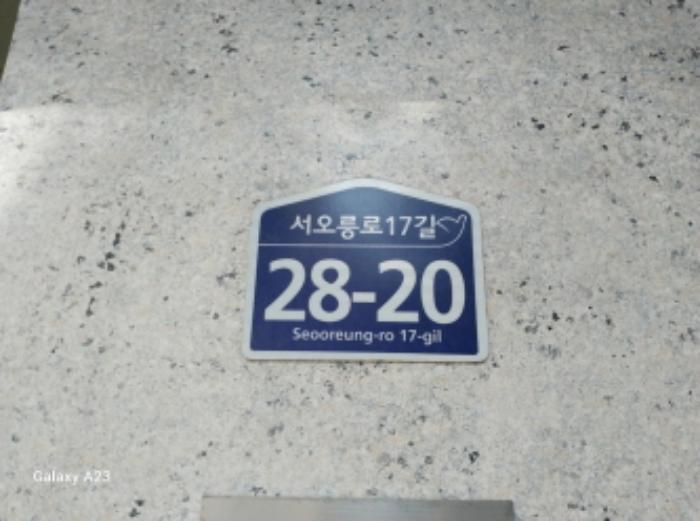 서오릉로17길
28-20
Seooreung-ro 17-gil
Galaxy A23